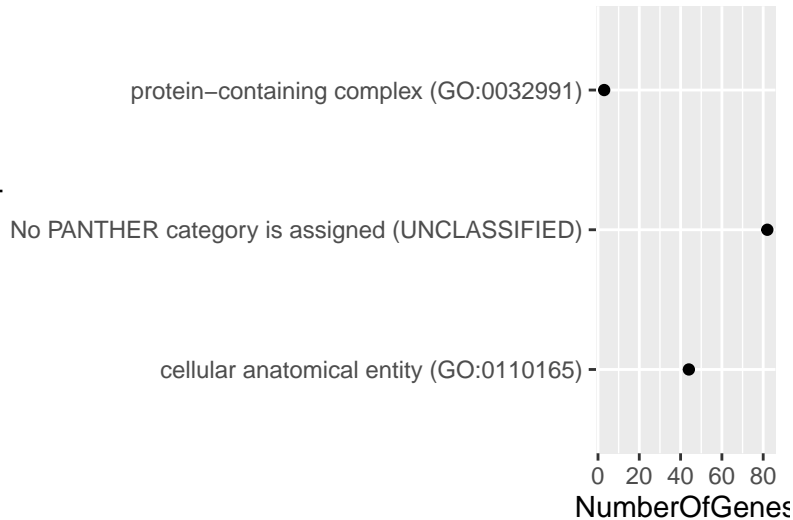 protein−containing complex (GO:0032991)
No PANTHER category is assigned (UNCLASSIFIED)
cellular anatomical entity (GO:0110165)
0 20 40 60 80
NumberOfGenes